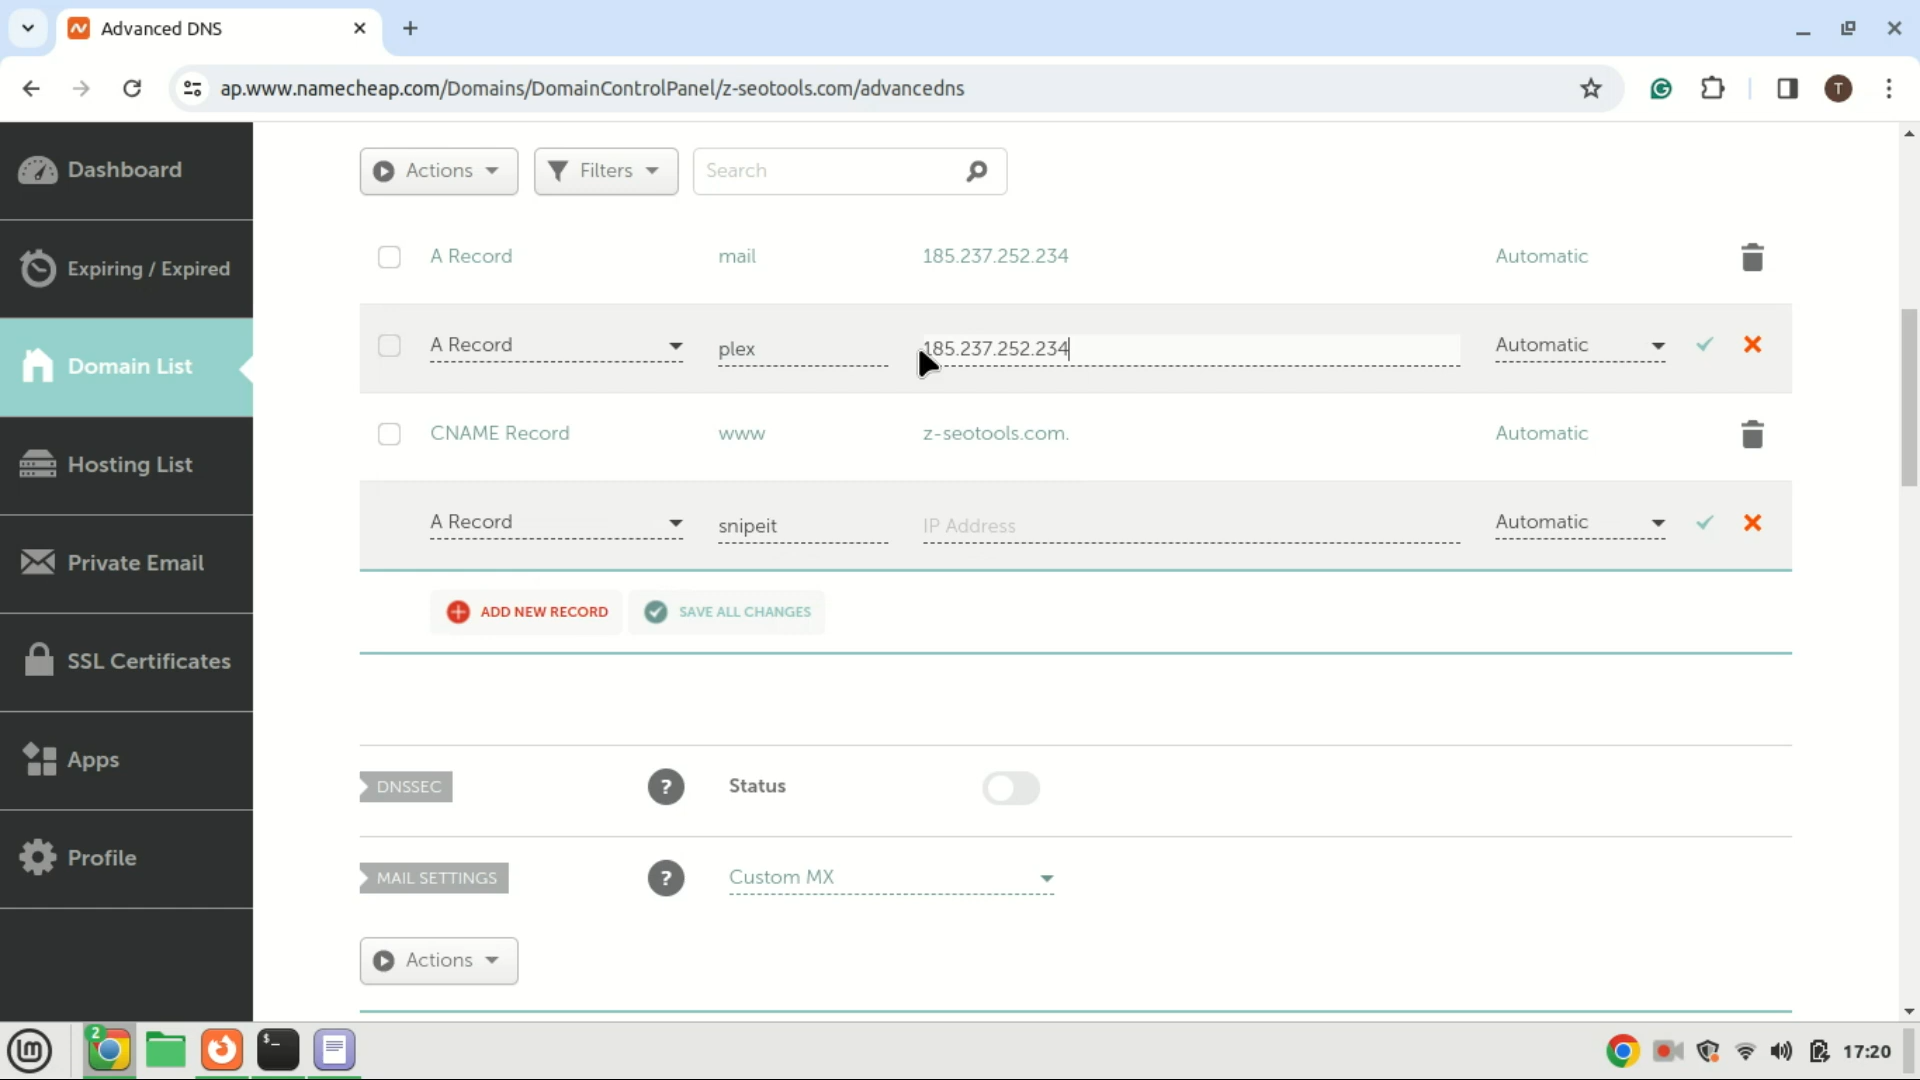 Advanced DNS
ap.www.namecheap.com/Domains/DomainControlPanel/z-seotools.com/advancedns
T
Dashboard
Expiring / Expired
Domain List
Hosting List
Private Email
SSL Certificates
Apps
Profile
Actions
Filters
Search
A Record mail 185.237.252.234 Automatic
A Record plex 185.237.252.234 Automatic
CNAME Record www z-seotools.com. Automatic
A Record snipeit IP Address Automatic
ADD NEW RECORD
SAVE ALL CHANGES
DNSSEC ? Status
MAIL SETTINGS ? Custom MX
Actions
2
17:20